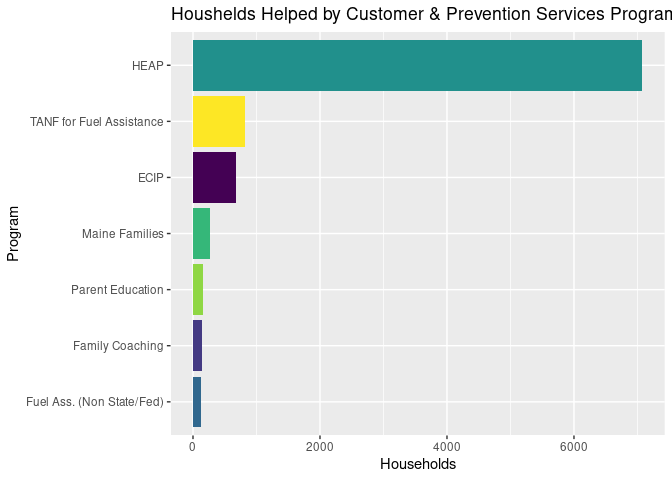 Houshelds Helped by Customer & Prevention Services Program
HEAP
TANF for Fuel Assistance
ECIP
Maine Families
Parent Education
Family Coaching
Fuel Ass. (Non State/Fed)
Program
0 2000 4000 6000
Households